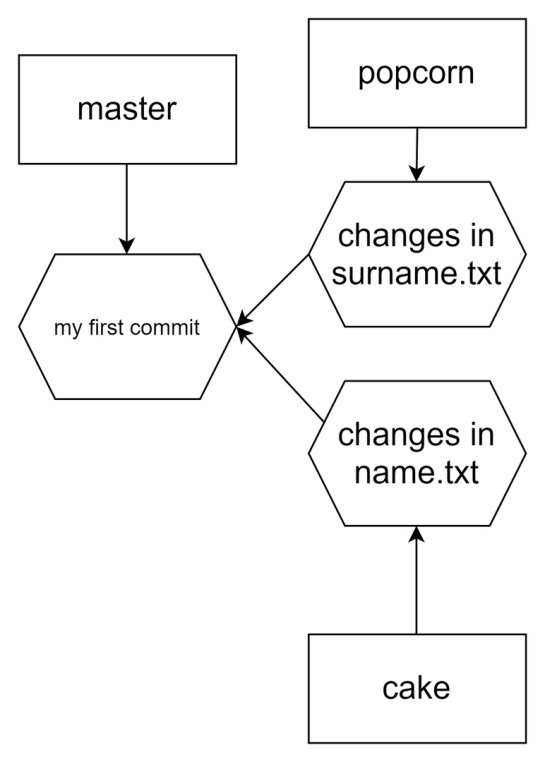 popcorn
master
changes in
surname.txt
my first commit
changes in
name.txt
cake